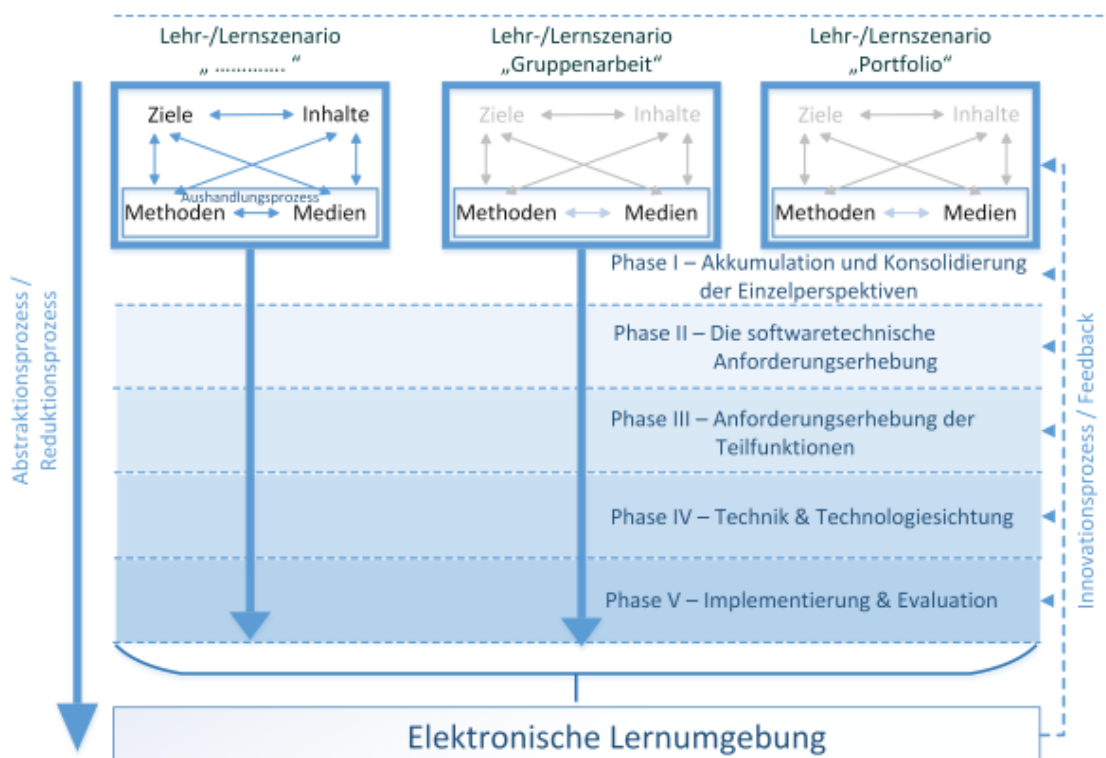 Lehr-/Lernszenario
„ …………. “
Lehr-/Lernszenario
„Gruppenarbeit“
Lehr-/Lernszenario
„Portfolio“
Ziele
Inhalte
Aushandlungsprozess
Methoden
Medien
Ziele
Inhalte
Methoden
Medien
Ziele
Inhalte
Methoden
Medien
Abstraktionsprozess /
Reduktionsprozess
Phase I – Akkumulation und Konsolidierung
der Einzelperspektiven
Phase II – Die softwaretechnische
Anforderungserhebung
Phase III – Anforderungserhebung der
Teilfunktionen
Phase IV – Technik & Technologiesichtung
Phase V – Implementierung & Evaluation
Innovationsprozess / Feedback
Elektronische Lernumgebung